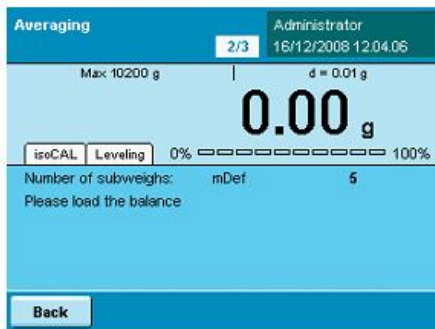 Averaging
Administrator
2/3 16/12/2008 12.04.06
Max 10200 g d = 0.01 g
0.00 g
isoCAL Leveling 0% 100%
Number of subweighs: mDef 5
Please load the balance
Back